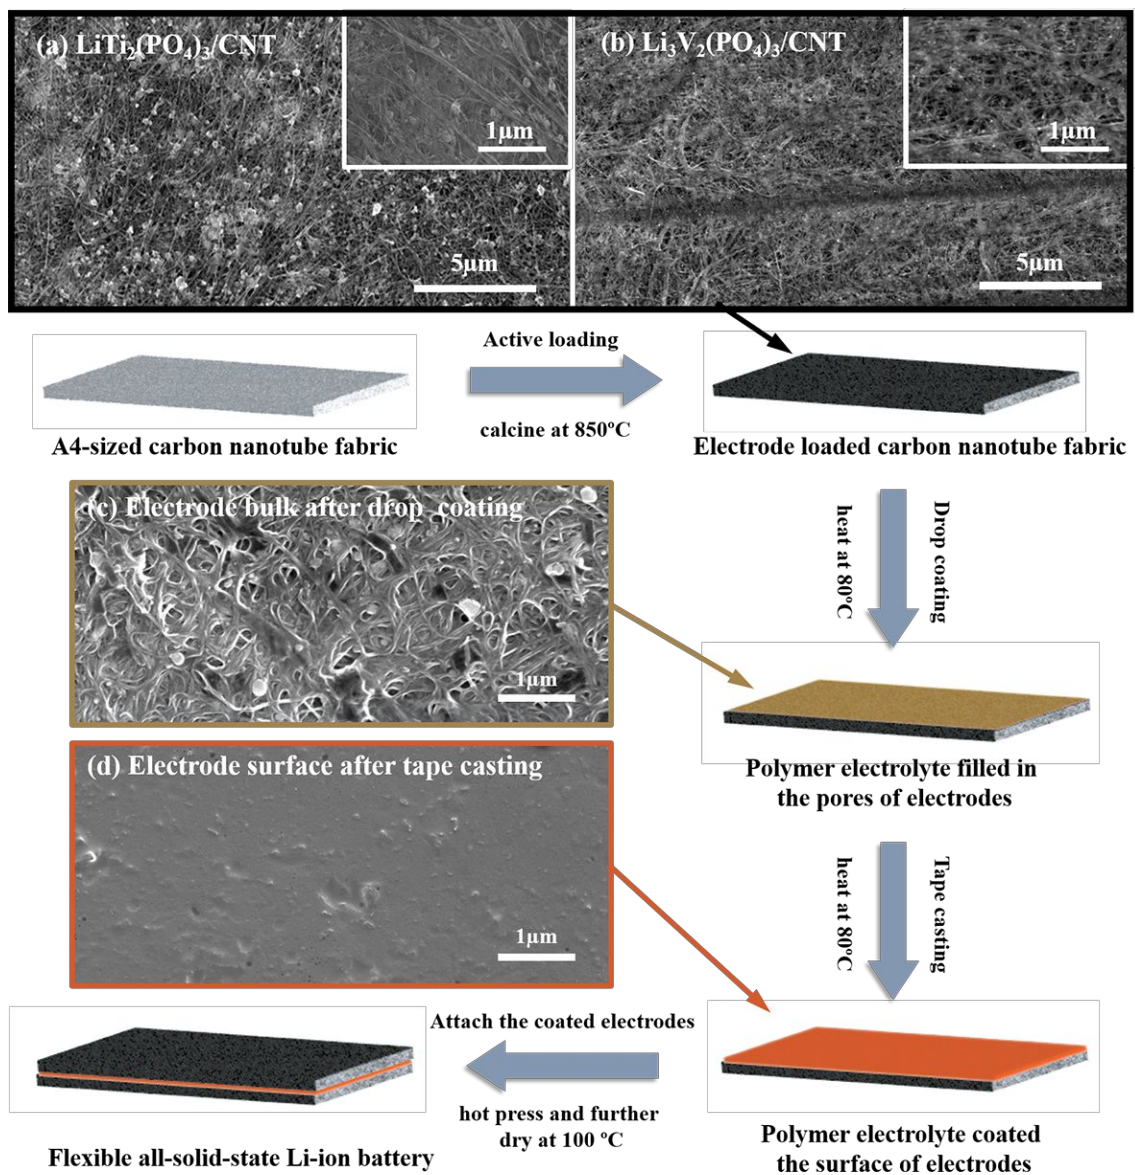 (a) LiTi₂(PO₄)₃/CNT
1μm
5μm
(b) Li₃V₂(PO₄)₃/CNT
1μm
5μm
Active loading
calcine at 850ºC
A4-sized carbon nanotube fabric
Electrode loaded carbon nanotube fabric
(c) Electrode bulk after drop coating
1μm
Drop coating
heat at 80ºC
Polymer electrolyte filled in
the pores of electrodes
(d) Electrode surface after tape casting
1μm
Tape casting
heat at 80ºC
Attach the coated electrodes
hot press and further
dry at 100 ºC
Polymer electrolyte coated
the surface of electrodes
Flexible all-solid-state Li-ion battery